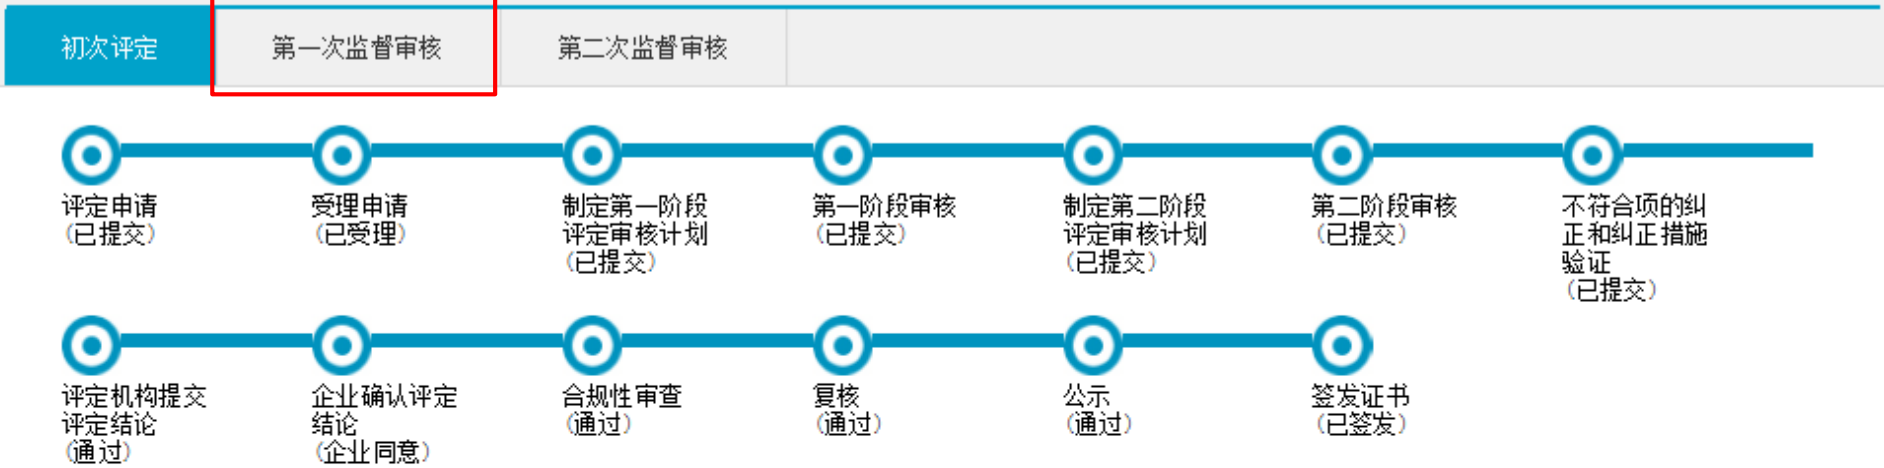 初次评定 第一次监督审核 第二次监督审核
评定申请
（已提交）
受理申请
（已受理）
制定第一阶段
评定审核计划
（已提交）
第一阶段审核
（已提交）
制定第二阶段
评定审核计划
（已提交）
第二阶段审核
（已提交）
不符合项的纠
正和纠正措施
验证
（已提交）
评定机构提交
评定结论
（通过）
企业确认评定
结论
（企业同意）
合规性审查
（通过）
复核
（通过）
公示
（通过）
签发证书
（已签发）